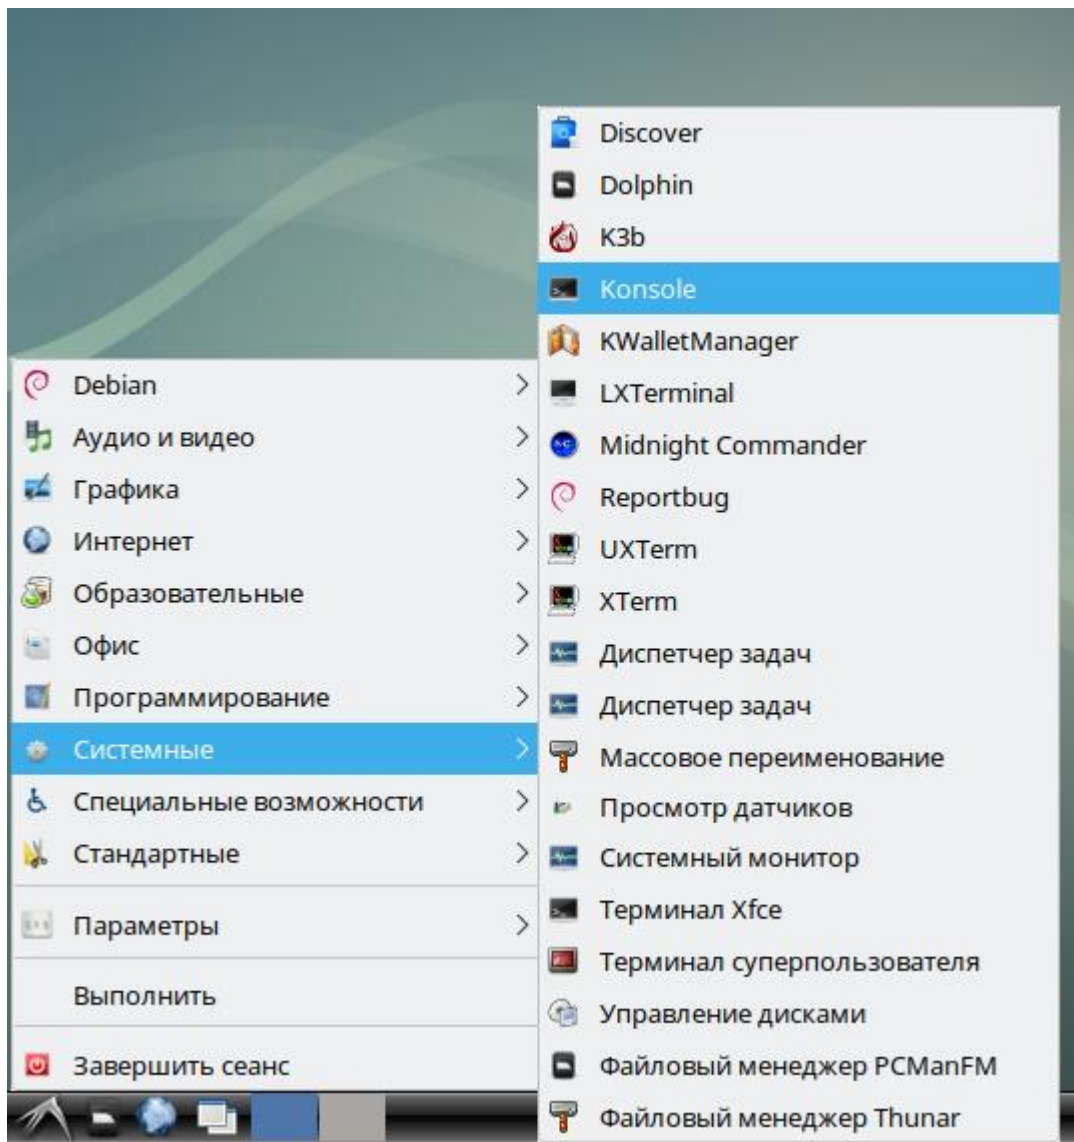 Debian
Аудио и видео
Графика
Интернет
Образовательные
Офис
Программирование
Системные
Специальные возможности
Стандартные
Параметры
Выполнить
Завершить сеанс
Discover
Dolphin
K3b
Konsole
KWalletManager
LXTerminal
Midnight Commander
Reportbug
UXTerm
XTerm
Диспетчер задач
Диспетчер задач
Массовое переименование
Просмотр датчиков
Системный монитор
Терминал Xfce
Терминал суперпользователя
Управление дисками
Файловый менеджер PCManFM
Файловый менеджер Thunar